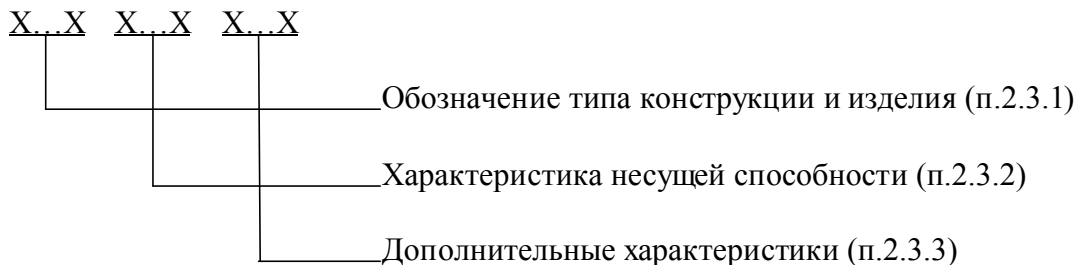 Х...Х Х...Х Х...Х
Обозначение типа конструкции и изделия (п.2.3.1)
Характеристика несущей способности (п.2.3.2)
Дополнительные характеристики (п.2.3.3)